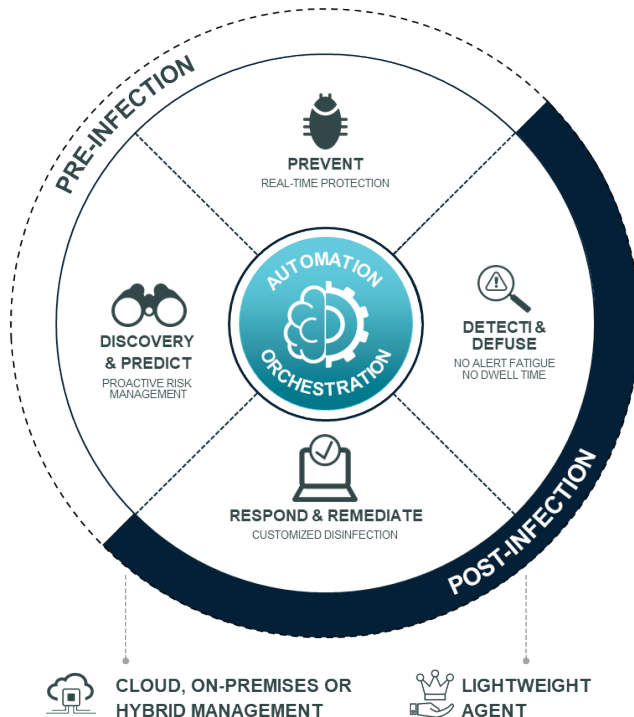 PRE-INFECTION
PREVENT
REAL-TIME PROTECTION
AUTOMATION
ORCHESTRATION
DISCOVERY
& PREDICT
PROACTIVE RISK
MANAGEMENT
DETECTI &
DEFUSE
NO ALERT FATIGUE
NO DWELL TIME
RESPOND & REMEDIATE
CUSTOMIZED DISINFECTION
POST-INFECTION
CLOUD, ON-PREMISES OR
HYBRID MANAGEMENT
LIGHTWEIGHT
AGENT